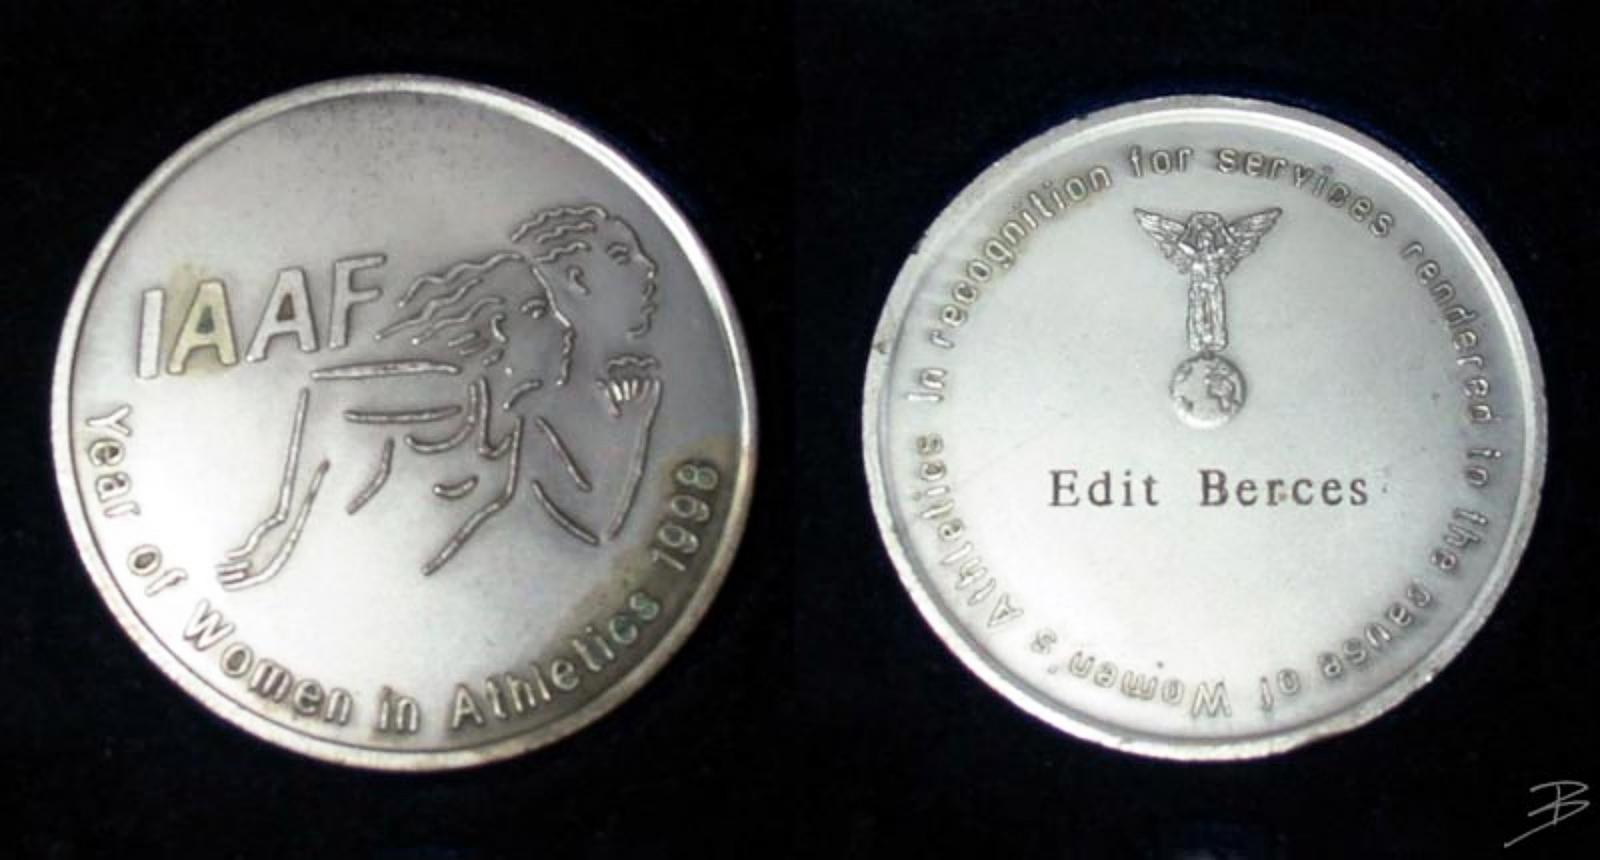 IAAF
Year of Women in Athletics 1998
In recognition for services rendered to the cause of Women's Athletics
Edit Berces